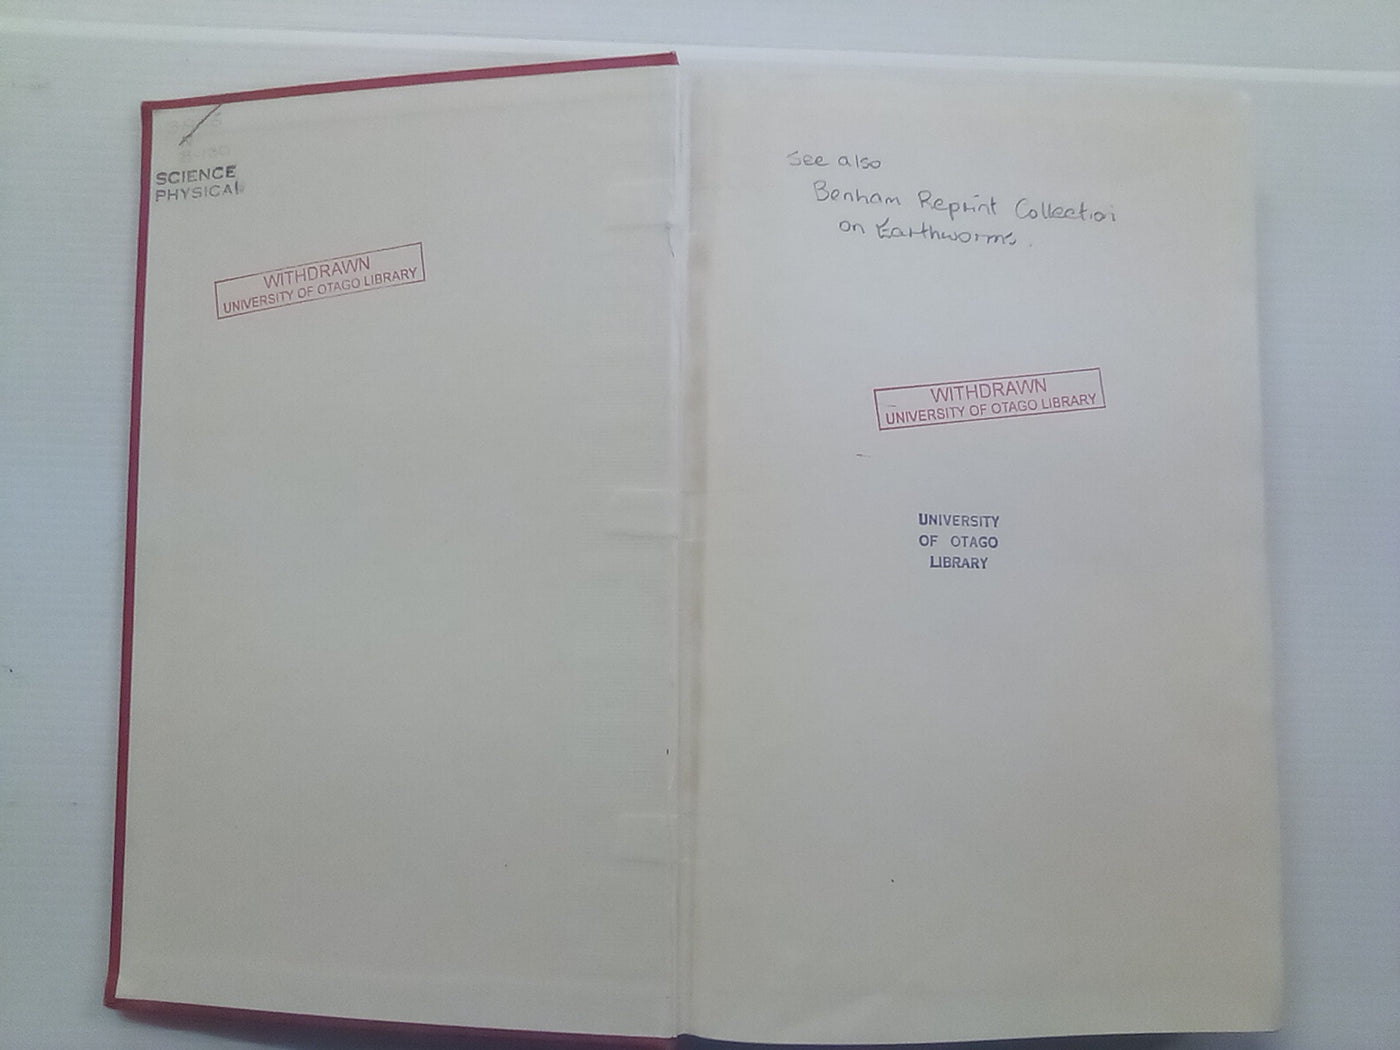 SCIENCE
PHYSICAL
WITHDRAWN
UNIVERSITY OF OTAGO LIBRARY
See also
Benham Reprint Collection
on Earthworms.
WITHDRAWN
UNIVERSITY OF OTAGO LIBRARY
UNIVERSITY
OF OTAGO
LIBRARY